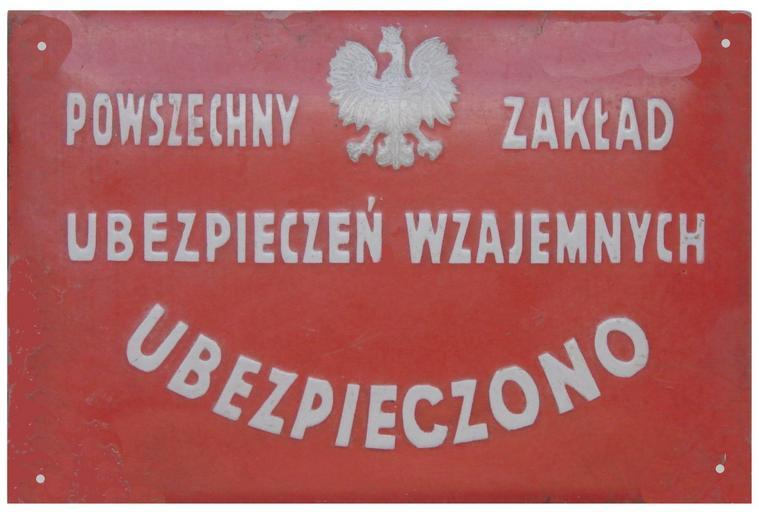 POWSZECHNY ZAKŁAD
UBEZPIECZEŃ WZAJEMNYCH
UBEZPIECZONO